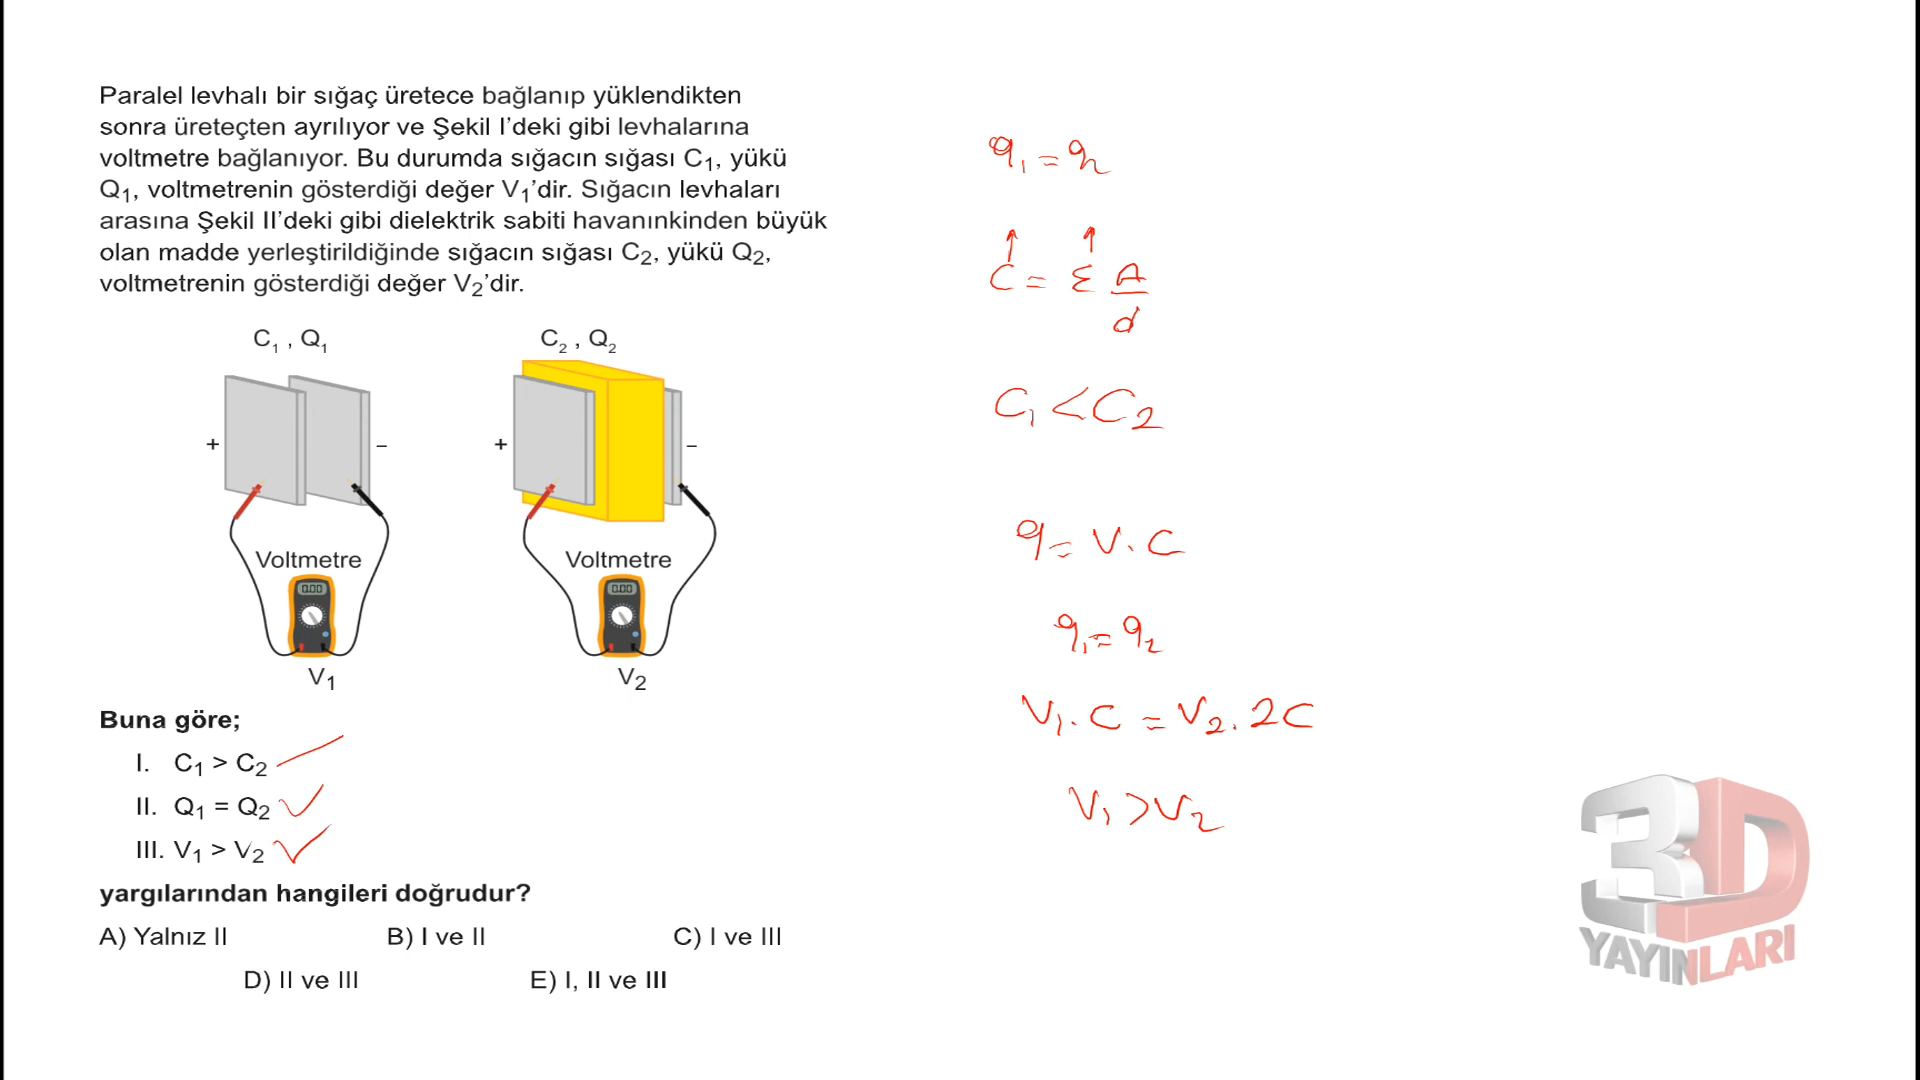 Paralel levhalı bir sığaç üretece bağlanıp yüklendikten
sonra üreteçten ayrılıyor ve Şekil I’deki gibi levhalarına
voltmetre bağlanıyor. Bu durumda sığacın sığası C₁, yükü
Q₁, voltmetrenin gösterdiği değer V₁’dir. Sığacın levhaları
arasına Şekil II’deki gibi dielektrik sabiti havanınkinden büyük
olan madde yerleştirildiğinde sığacın sığası C₂, yükü Q₂,
voltmetrenin gösterdiği değer V₂’dir.
C₁ , Q₁
C₂ , Q₂
+ –
+ –
Voltmetre
Voltmetre
0.00
0.00
V₁
V₂
Buna göre;
I. C₁ > C₂
II. Q₁ = Q₂
III. V₁ > V₂
yargılarından hangileri doğrudur?
A) Yalnız II B) I ve II C) I ve III
D) II ve III E) I, II ve III
q₁ = q₂
C = ε A/d
C₁ < C₂
q = V . C
q₁ = q₂
V₁ . C = V₂ . 2C
V₁ > V₂
3D
YAYINLARI